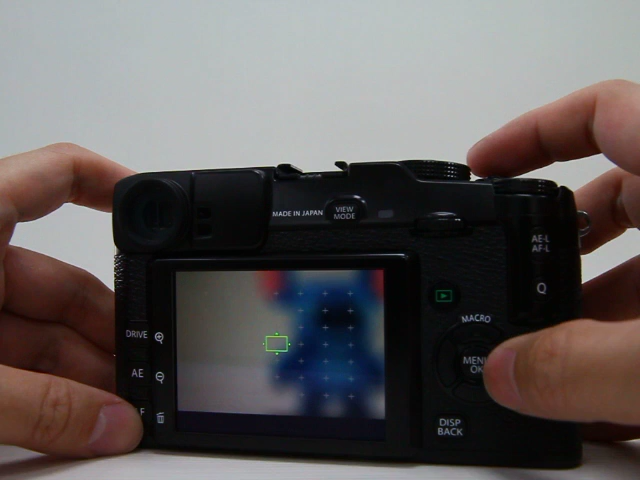 MADE IN JAPAN
VIEW
MODE
AE-L
AF-L
Q
MACRO
DRIVE
AE
MENU
OK
DISP
BACK